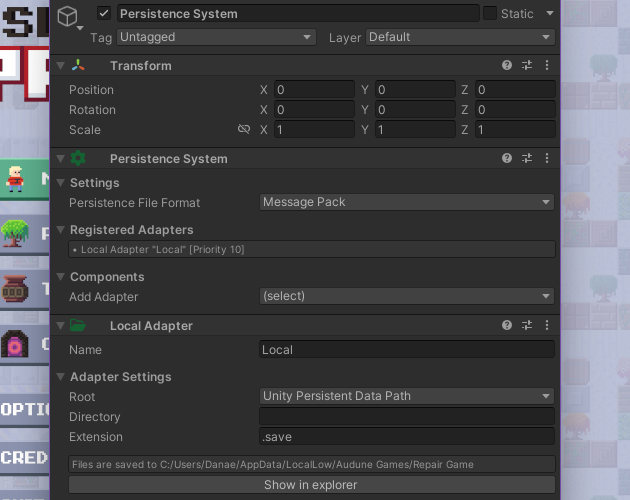 Persistence System
Static
Tag Untagged Layer Default
Transform
Position X 0 Y 0 Z 0
Rotation X 0 Y 0 Z 0
Scale X 1 Y 1 Z 1
Persistence System
Settings
Persistence File Format Message Pack
Registered Adapters
• Local Adapter "Local" [Priority 10]
Components
Add Adapter (select)
Local Adapter
Name Local
Adapter Settings
Root Unity Persistent Data Path
Directory
Extension .save
Files are saved to C:/Users/Danae/AppData/LocalLow/Audune Games/Repair Game
Show in explorer
OPTI
CRED